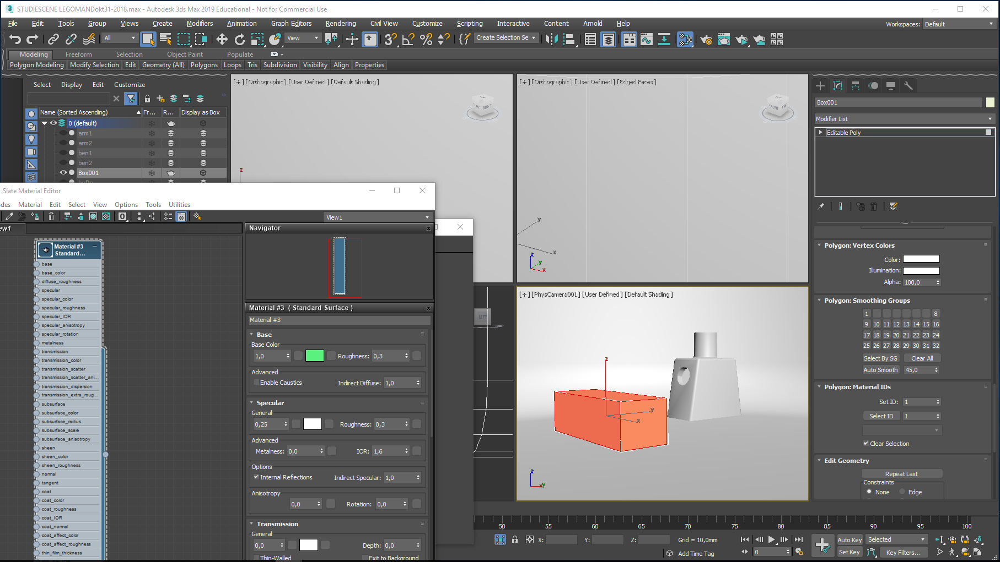 STUDIESCENE LEGOMANDokt31-2018.max - Autodesk 3ds Max 2019 Educational - Not for Commercial Use
File Edit Tools Group Views Create Modifiers Animation Graph Editors Rendering Civil View Customize Scripting Interactive Content Arnold Help
Workspaces: Default
All View Create Selection Se
Modeling Freeform Selection Object Paint Populate
Polygon Modeling Modify Selection Edit Geometry (All) Polygons Loops Tris Subdivision Visibility Align Properties
Select Display Edit Customize
Name (Sorted Ascending) Fr... R... Display as Box
0 (default)
arm1
arm2
ben1
ben2
Box001
[+] [Orthographic] [User Defined] [Default Shading]
RIGHT
z
[+] [Orthographic] [User Defined] [Edged Faces]
FRONT
y
x
z
y
x
Slate Material Editor
odes Material Edit Select View Options Tools Utilities
View1
ew1
Material #3
Standard...
base
base_color
diffuse_roughness
specular
specular_color
specular_roughness
specular_IOR
specular_anisotropy
specular_rotation
metalness
transmission
transmission_color
transmission_scatter
transmission_scatter_ani...
transmission_dispersion
transmission_extra_roug...
subsurface
subsurface_color
subsurface_radius
subsurface_scale
subsurface_anisotropy
sheen
sheen_color
sheen_roughness
normal
tangent
coat
coat_color
coat_roughness
coat_IOR
coat_normal
coat_affect_color
coat_affect_roughness
thin_film_thickness
Navigator
Material #3 ( Standard Surface )
Material #3
Base
Base Color
1,0 Roughness: 0,3
Advanced
Enable Caustics Indirect Diffuse: 1,0
Specular
General
0,25 Roughness: 0,3
Advanced
Metalness: 0,0 IOR: 1,6
Options
Internal Reflections Indirect Specular: 1,0
Anisotropy
0,0 Rotation: 0,0
Transmission
General
0,0 Depth: 0,0
Thin-Walled Exit to Background
LEFT
[+] [PhysCamera001] [User Defined] [Default Shading]
z
y
x
z
xy
Box001
Modifier List
Editable Poly
Polygon: Vertex Colors
Color:
Illumination:
Alpha: 100,0
Polygon: Smoothing Groups
1 8
9 10 11 12 13 14 15 16
17 18 19 20 21 22 23 24
25 26 27 28 29 30 31 32
Select By SG Clear All
Auto Smooth 45,0
Polygon: Material IDs
Set ID: 1
Select ID 1
Clear Selection
Edit Geometry
Repeat Last
Constraints
None Edge
50 55 60 65 70 75 80 85 90 95 100
X: Y: Z: Grid = 10,0mm
Add Time Tag
0
Auto Key Selected
Set Key Key Filters...